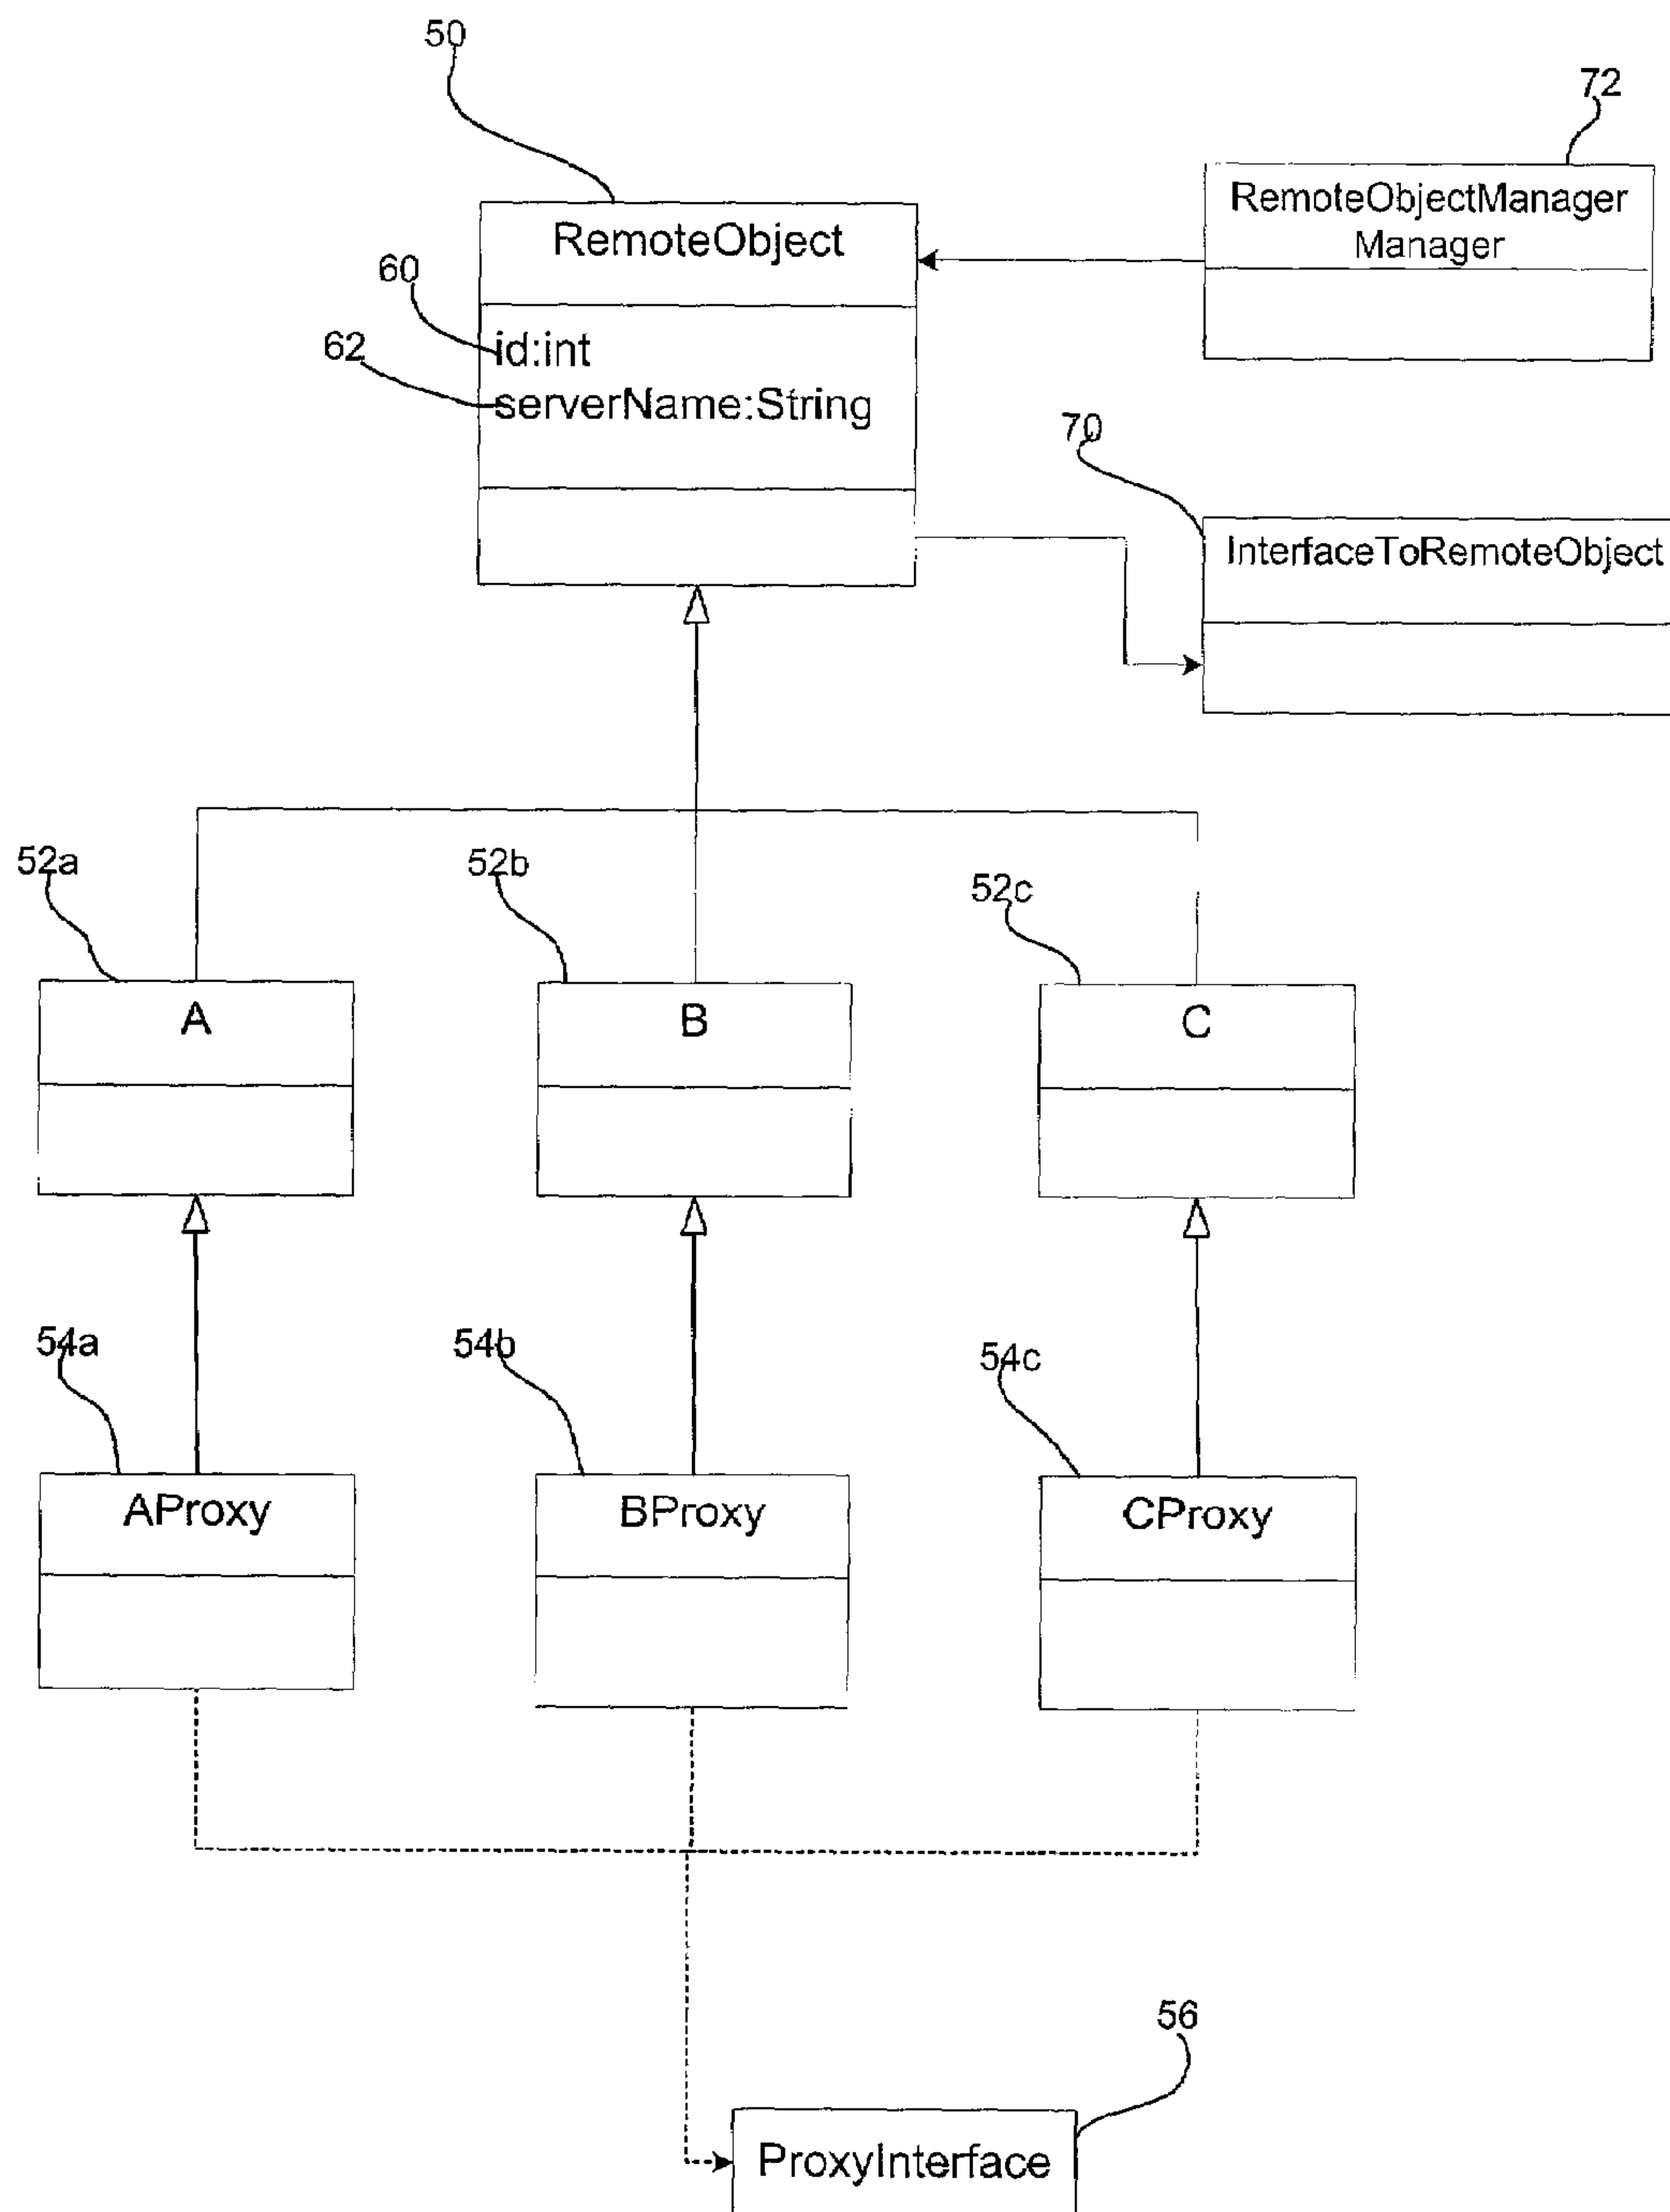 50
72
RemoteObjectManager
Manager
RemoteObject
60
id:int
62
serverName:String
70
InterfaceToRemoteObject
52a
52b
52c
A
B
C
54a
54b
54c
AProxy
BProxy
CProxy
56
ProxyInterface